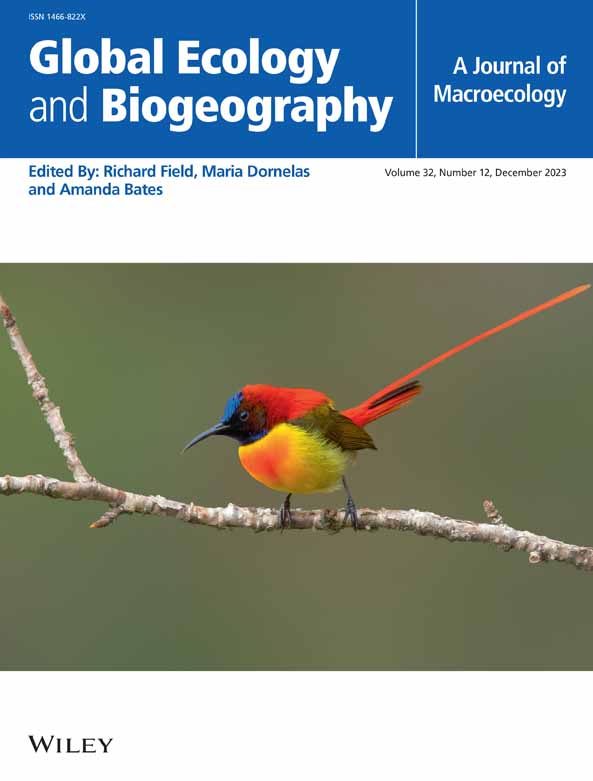 ISSN 1466-822X
Global Ecology
and Biogeography
A Journal of
Macroecology
Edited By: Richard Field, Maria Dornelas
and Amanda Bates
Volume 32, Number 12, December 2023
WILEY